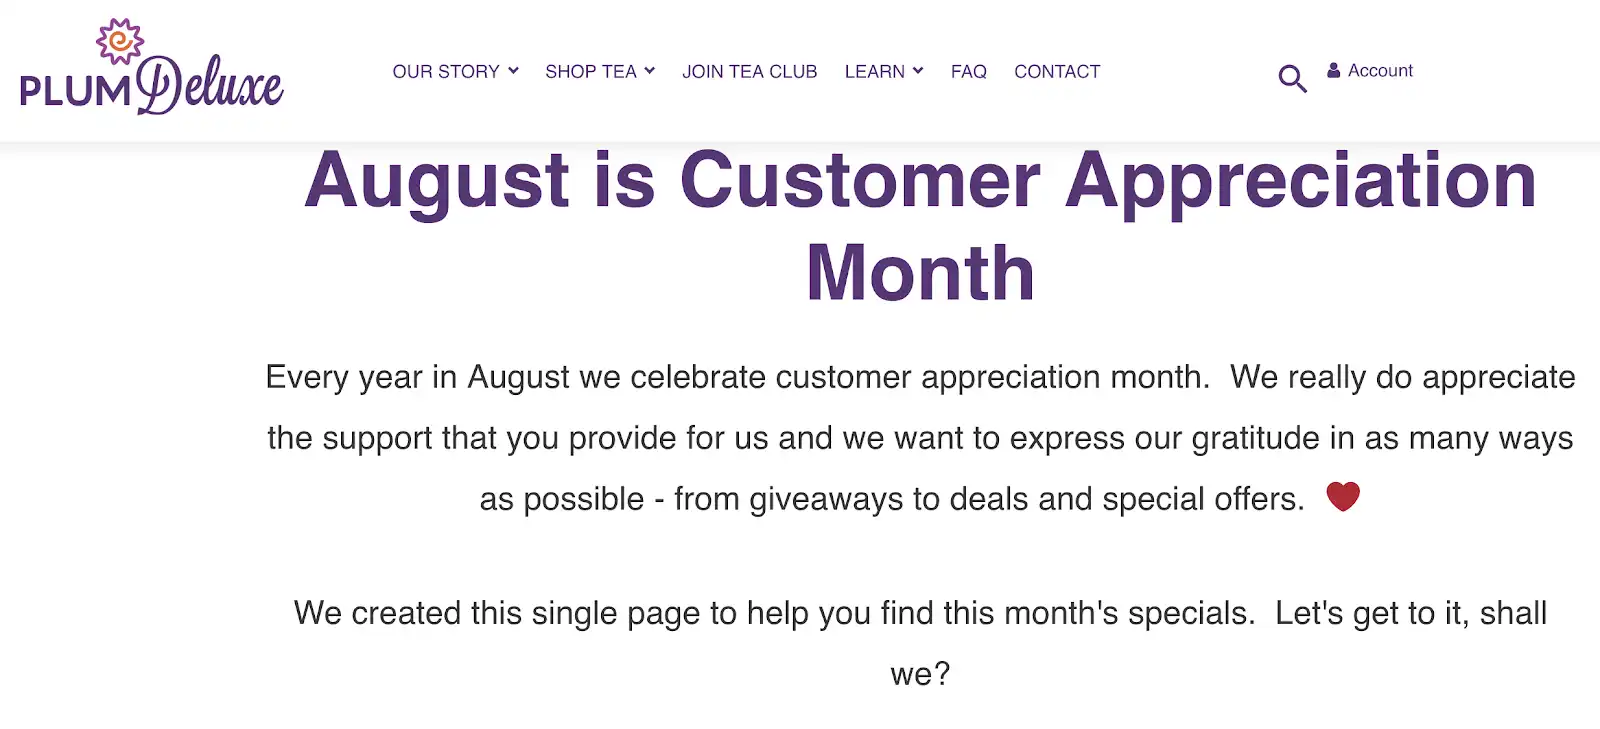 PLUM Deluxe
OUR STORY SHOP TEA JOIN TEA CLUB LEARN FAQ CONTACT Account
August is Customer Appreciation
Month
Every year in August we celebrate customer appreciation month.  We really do appreciate
the support that you provide for us and we want to express our gratitude in as many ways
as possible - from giveaways to deals and special offers. ❤️
We created this single page to help you find this month's specials.  Let's get to it, shall
we?